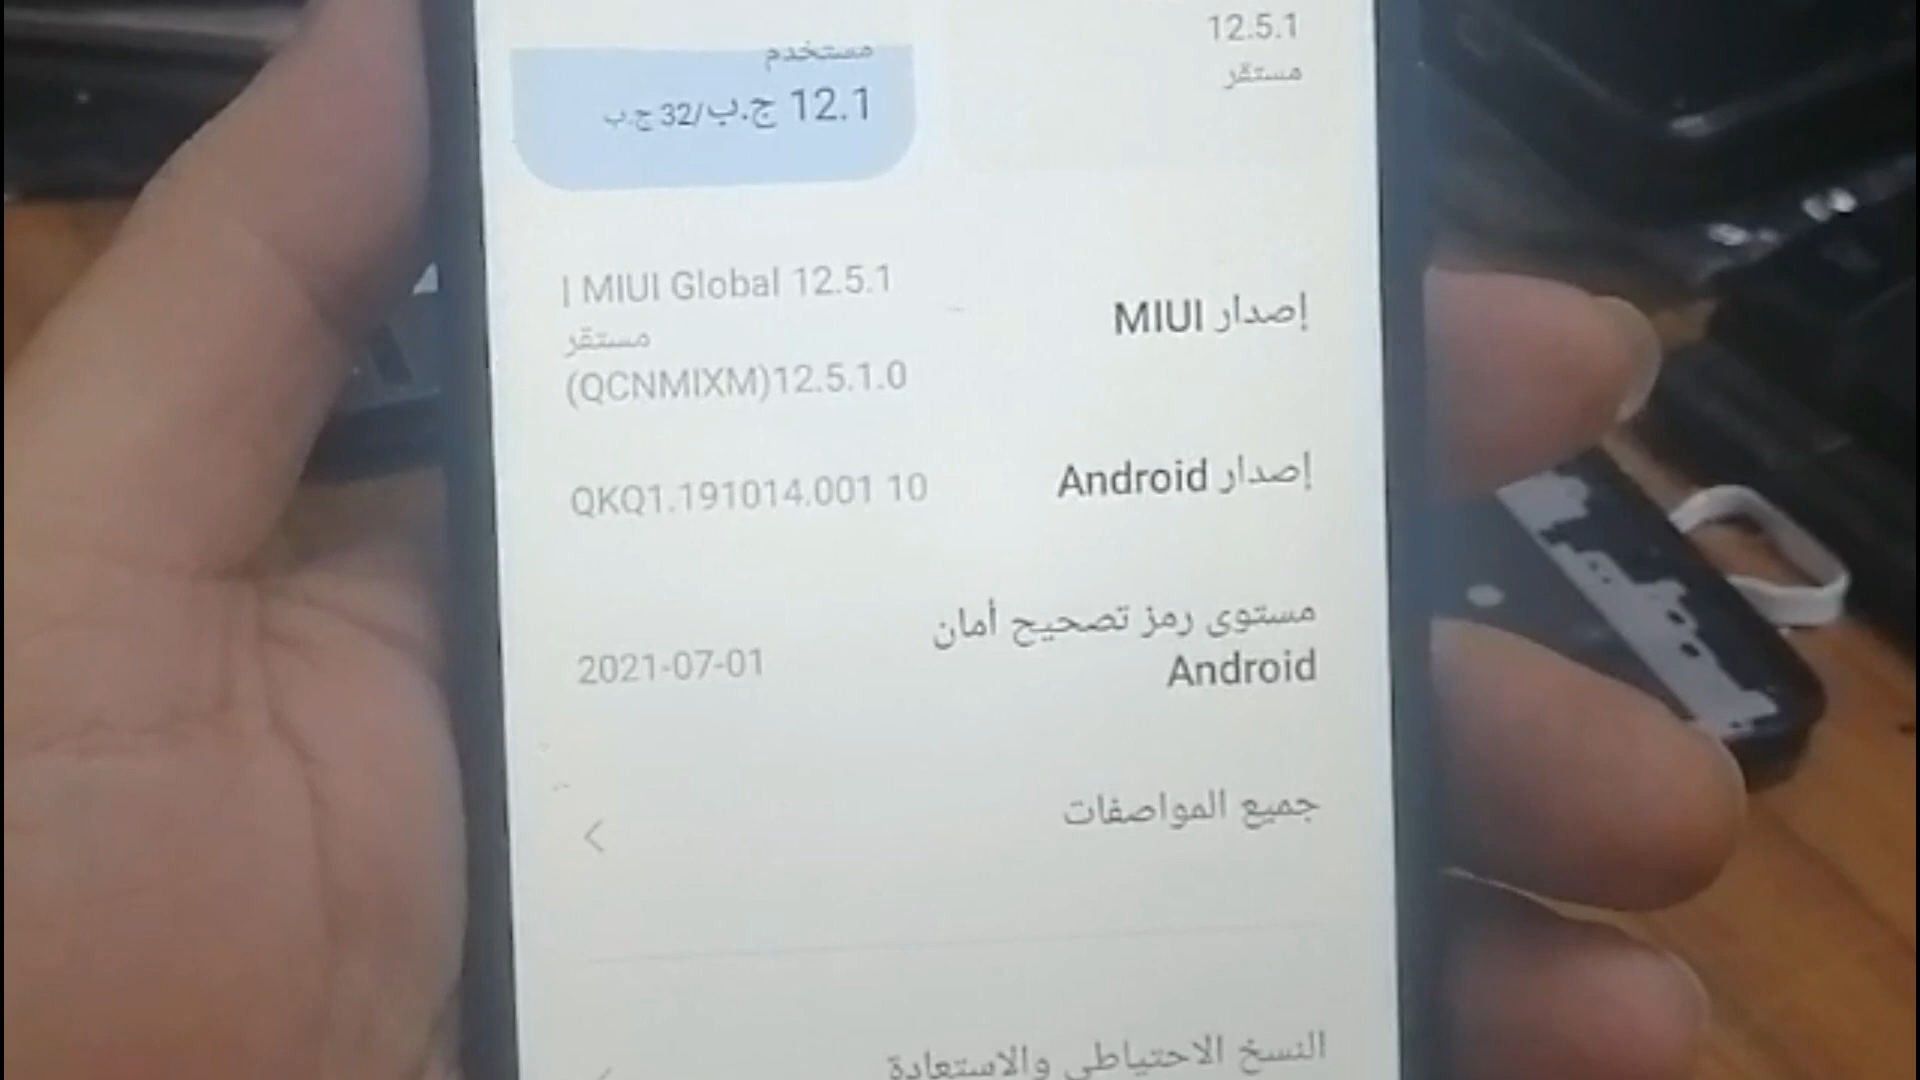 12.5.1
مستقر
مستخدم
12.1 ج.ب/32 ج.ب
إصدار MIUI
MIUI Global 12.5.1 |
مستقر
12.5.1.0(QCNMIXM)
إصدار Android
10 QKQ1.191014.001
مستوى رمز تصحيح أمان
Android
2021-07-01
جميع المواصفات
النسخ الاحتياطي والاستعادة